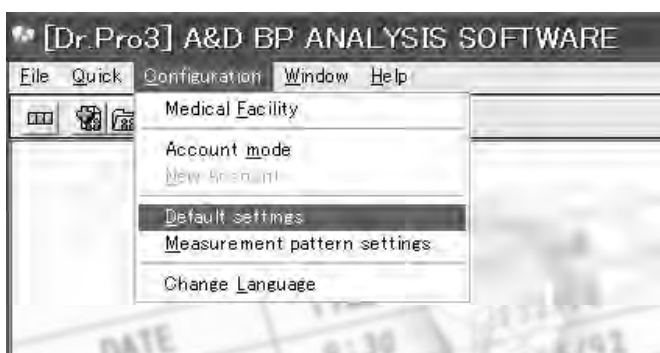 [Dr.Pro3] A&D BP ANALYSIS SOFTWARE
File Quick Configuration Window Help
Medical Facility
Account mode
New Account
Default settings
Measurement pattern settings
Change Language
DATE